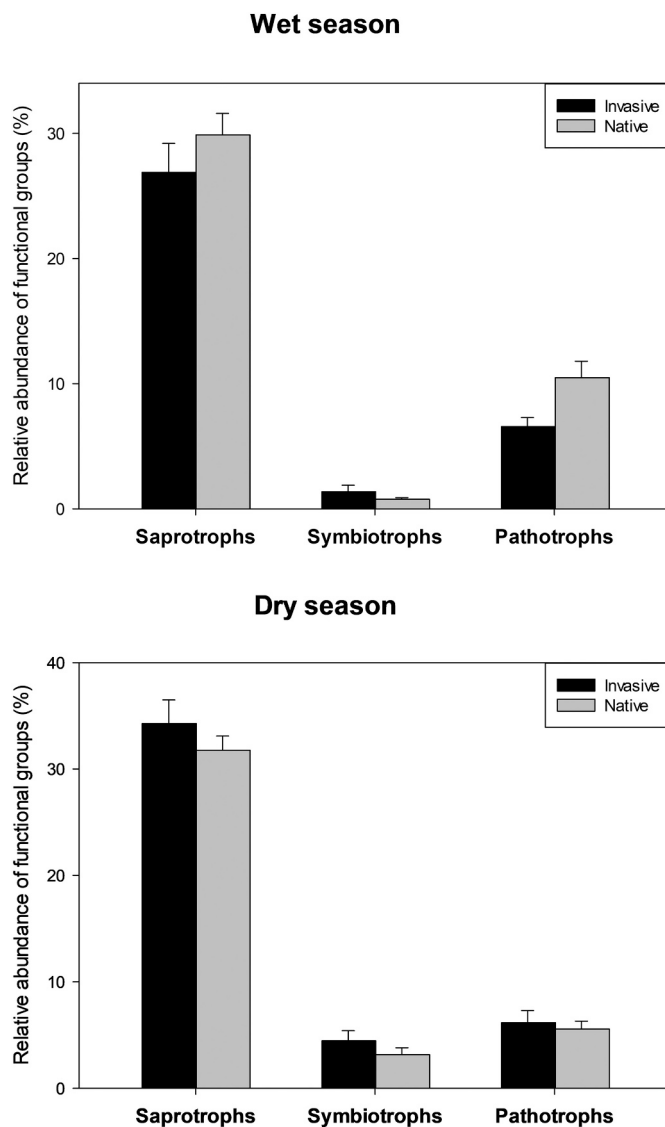 Wet season
Relative abundance of functional groups (%)
30
20
10
0
Invasive
Native
Saprotrophs Symbiotrophs Pathotrophs
Dry season
Relative abundance of functional groups (%)
40
30
20
10
0
Invasive
Native
Saprotrophs Symbiotrophs Pathotrophs